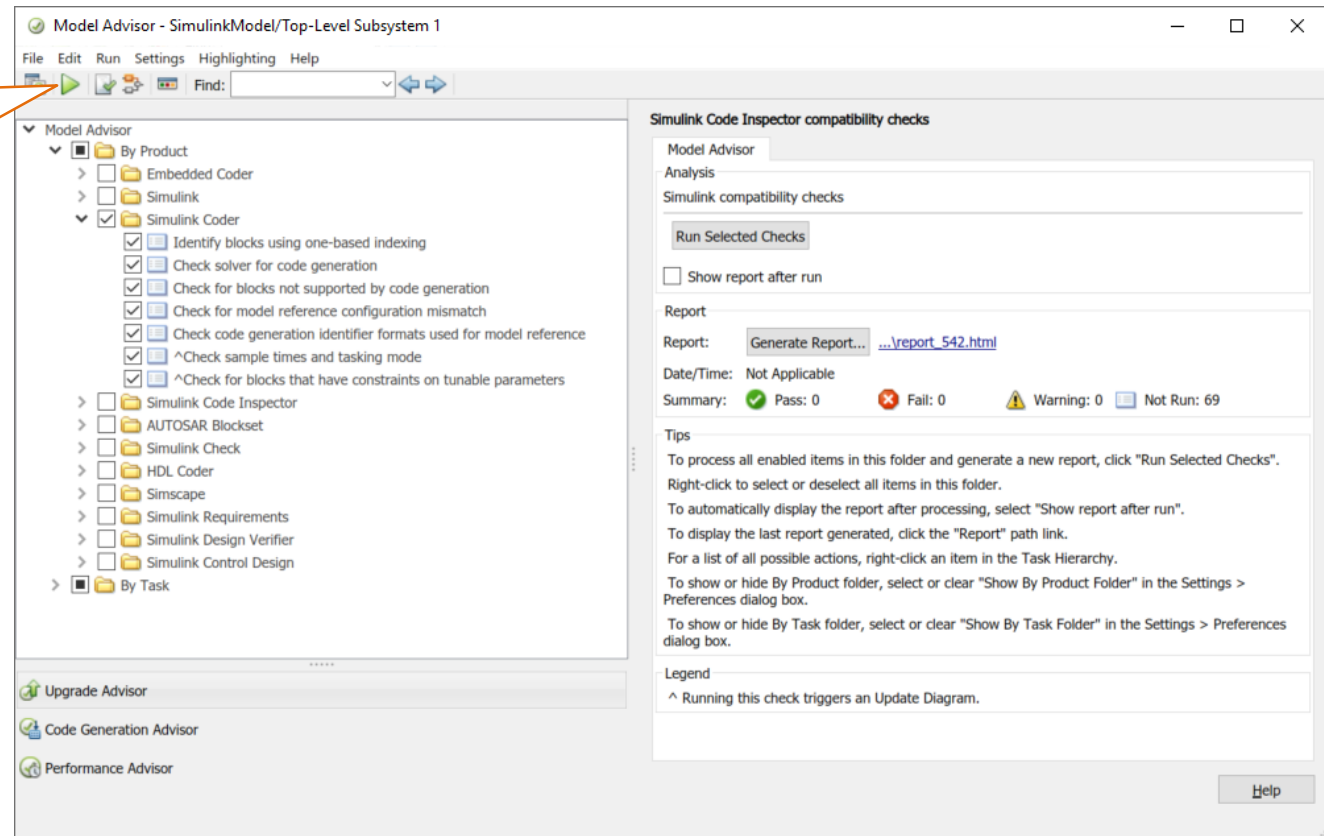 Model Advisor - SimulinkModel/Top-Level Subsystem 1
File Edit Run Settings Highlighting Help
Find:
Model Advisor
By Product
Embedded Coder
Simulink
Simulink Coder
Identify blocks using one-based indexing
Check solver for code generation
Check for blocks not supported by code generation
Check for model reference configuration mismatch
Check code generation identifier formats used for model reference
^Check sample times and tasking mode
^Check for blocks that have constraints on tunable parameters
Simulink Code Inspector
AUTOSAR Blockset
Simulink Check
HDL Coder
Simscape
Simulink Requirements
Simulink Design Verifier
Simulink Control Design
By Task
Upgrade Advisor
Code Generation Advisor
Performance Advisor
Simulink Code Inspector compatibility checks
Model Advisor
Analysis
Simulink compatibility checks
Run Selected Checks
Show report after run
Report
Report: Generate Report... ...\report_542.html
Date/Time: Not Applicable
Summary: Pass: 0 Fail: 0 Warning: 0 Not Run: 69
Tips
To process all enabled items in this folder and generate a new report, click "Run Selected Checks".
Right-click to select or deselect all items in this folder.
To automatically display the report after processing, select "Show report after run".
To display the last report generated, click the "Report" path link.
For a list of all possible actions, right-click an item in the Task Hierarchy.
To show or hide By Product folder, select or clear "Show By Product Folder" in the Settings >
Preferences dialog box.
To show or hide By Task folder, select or clear "Show By Task Folder" in the Settings > Preferences
dialog box.
Legend
^ Running this check triggers an Update Diagram.
Help